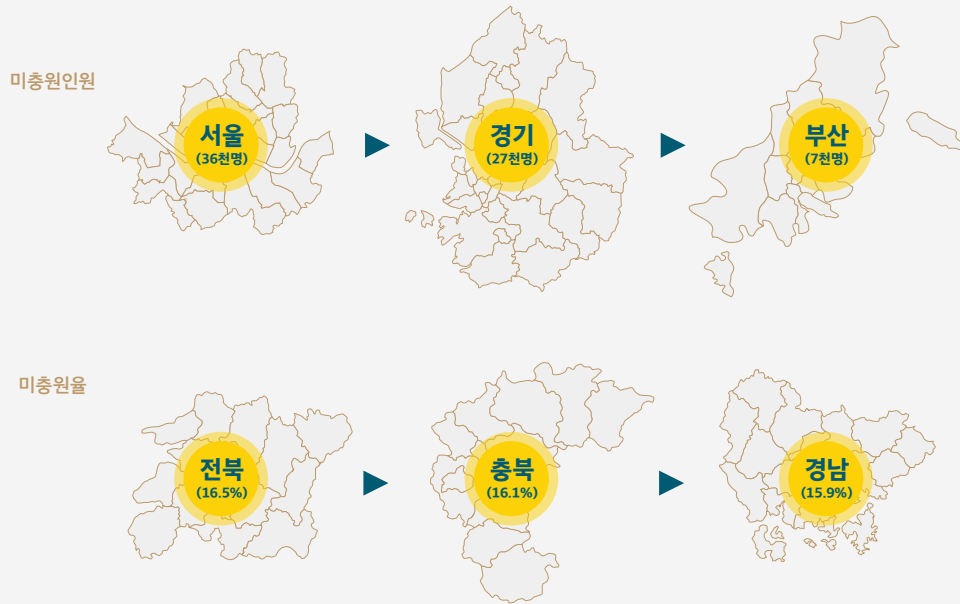 미충원인원
서울
(36천명)
경기
(27천명)
부산
(7천명)
미충원율
전북
(16.5%)
충북
(16.1%)
경남
(15.9%)